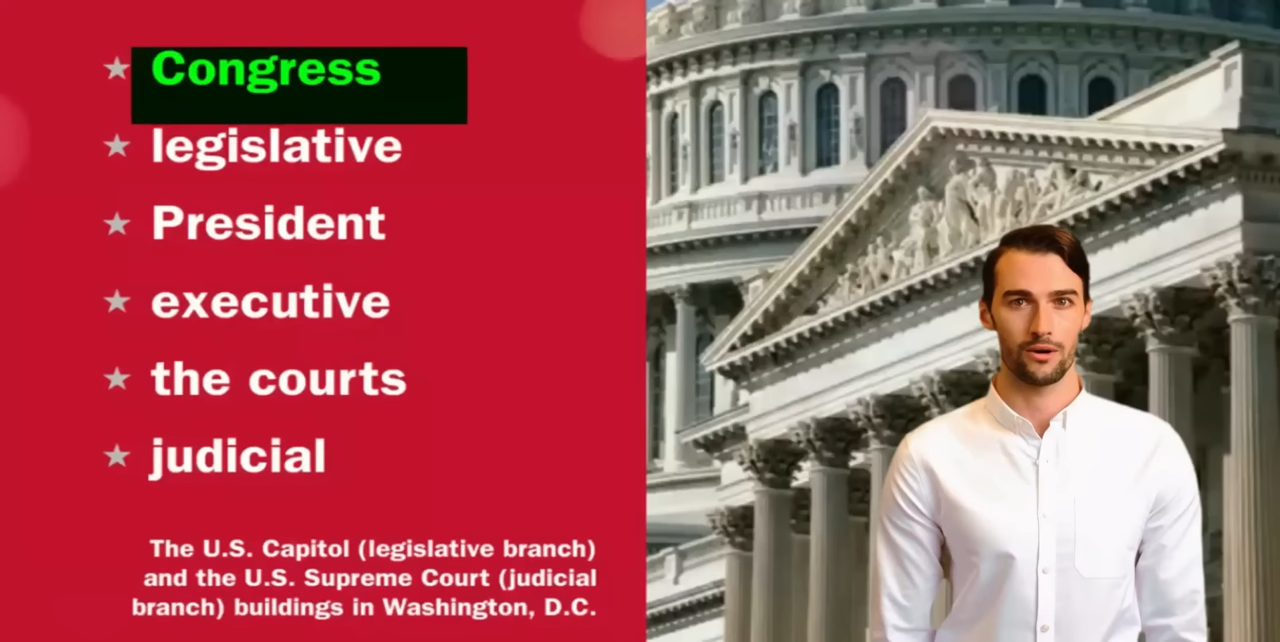 Congress
legislative
President
executive
the courts
judicial
The U.S. Capitol (legislative branch)
and the U.S. Supreme Court (judicial
branch) buildings in Washington, D.C.